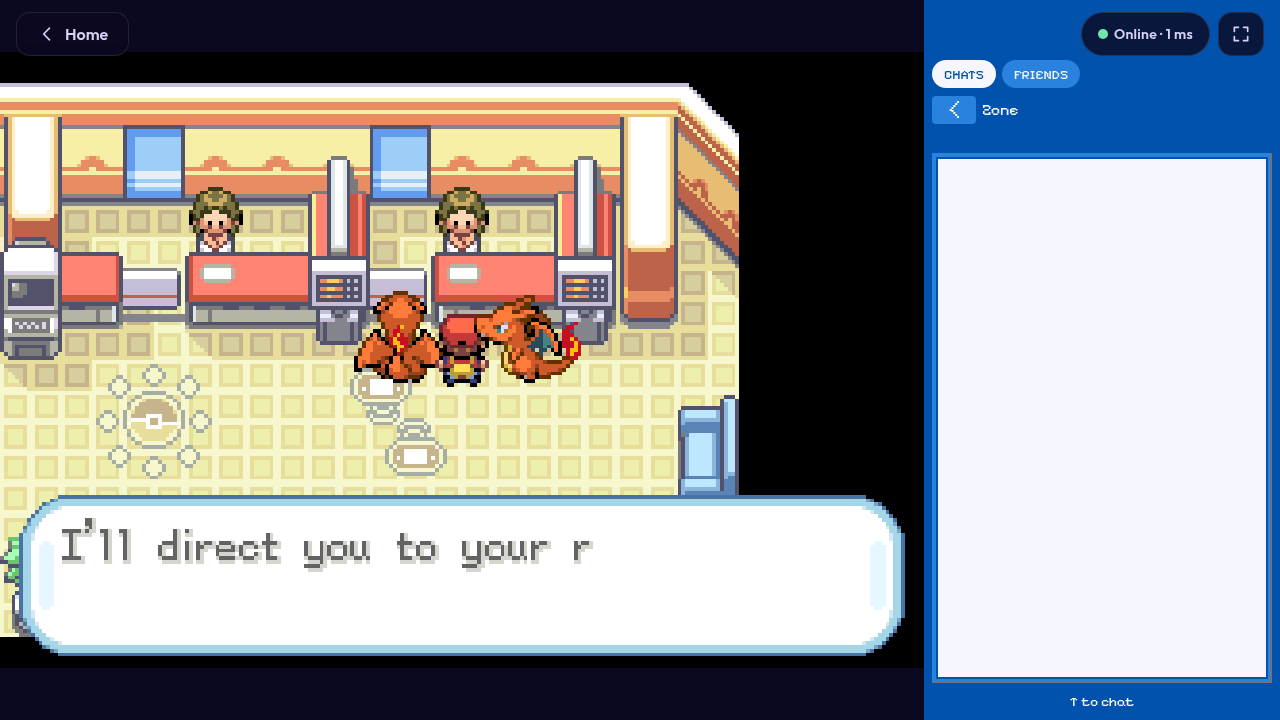 Home
Online · 1 ms
CHATS
FRIENDS
Zone
I'll direct you to your r
↑ to chat